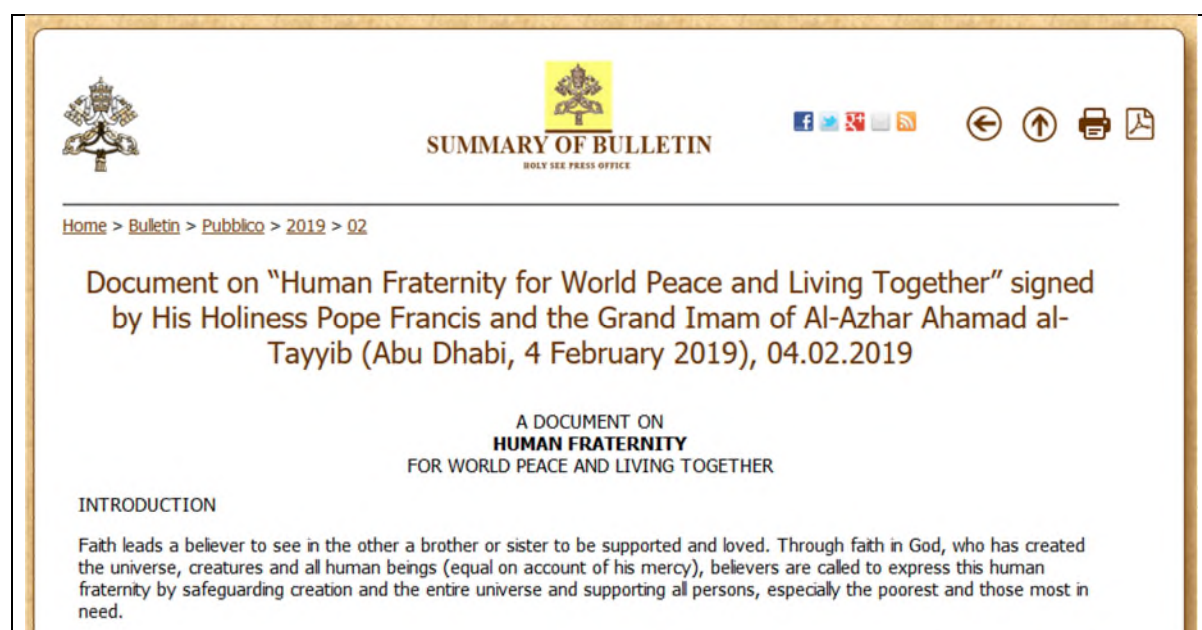 SUMMARY OF BULLETIN
HOLY SEE PRESS OFFICE
Home > Bulletin > Pubblico > 2019 > 02
Document on “Human Fraternity for World Peace and Living Together” signed
by His Holiness Pope Francis and the Grand Imam of Al-Azhar Ahamad al-
Tayyib (Abu Dhabi, 4 February 2019), 04.02.2019
A DOCUMENT ON
HUMAN FRATERNITY
FOR WORLD PEACE AND LIVING TOGETHER
INTRODUCTION
Faith leads a believer to see in the other a brother or sister to be supported and loved. Through faith in God, who has created
the universe, creatures and all human beings (equal on account of his mercy), believers are called to express this human
fraternity by safeguarding creation and the entire universe and supporting all persons, especially the poorest and those most in
need.